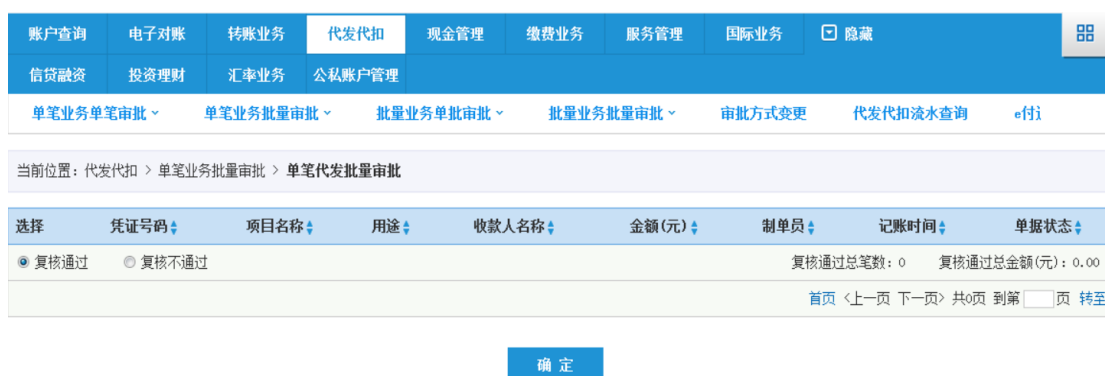 账户查询 电子对账 转账业务 代发代扣 现金管理 缴费业务 服务管理 国际业务 隐藏
信贷融资 投资理财 汇率业务 公私账户管理
单笔业务单笔审批 单笔业务批量审批 批量业务单批审批 批量业务批量审批 审批方式变更 代发代扣流水查询 e付
当前位置：代发代扣 > 单笔业务批量审批 > 单笔代发批量审批
选择 凭证号码 项目名称 用途 收款人名称 金额(元) 制单员 记账时间 单据状态
复核通过 复核不通过 复核通过总笔数：0 复核通过总金额(元)：0.00
首页 <上一页 下一页> 共0页 到第 页 转至
确 定